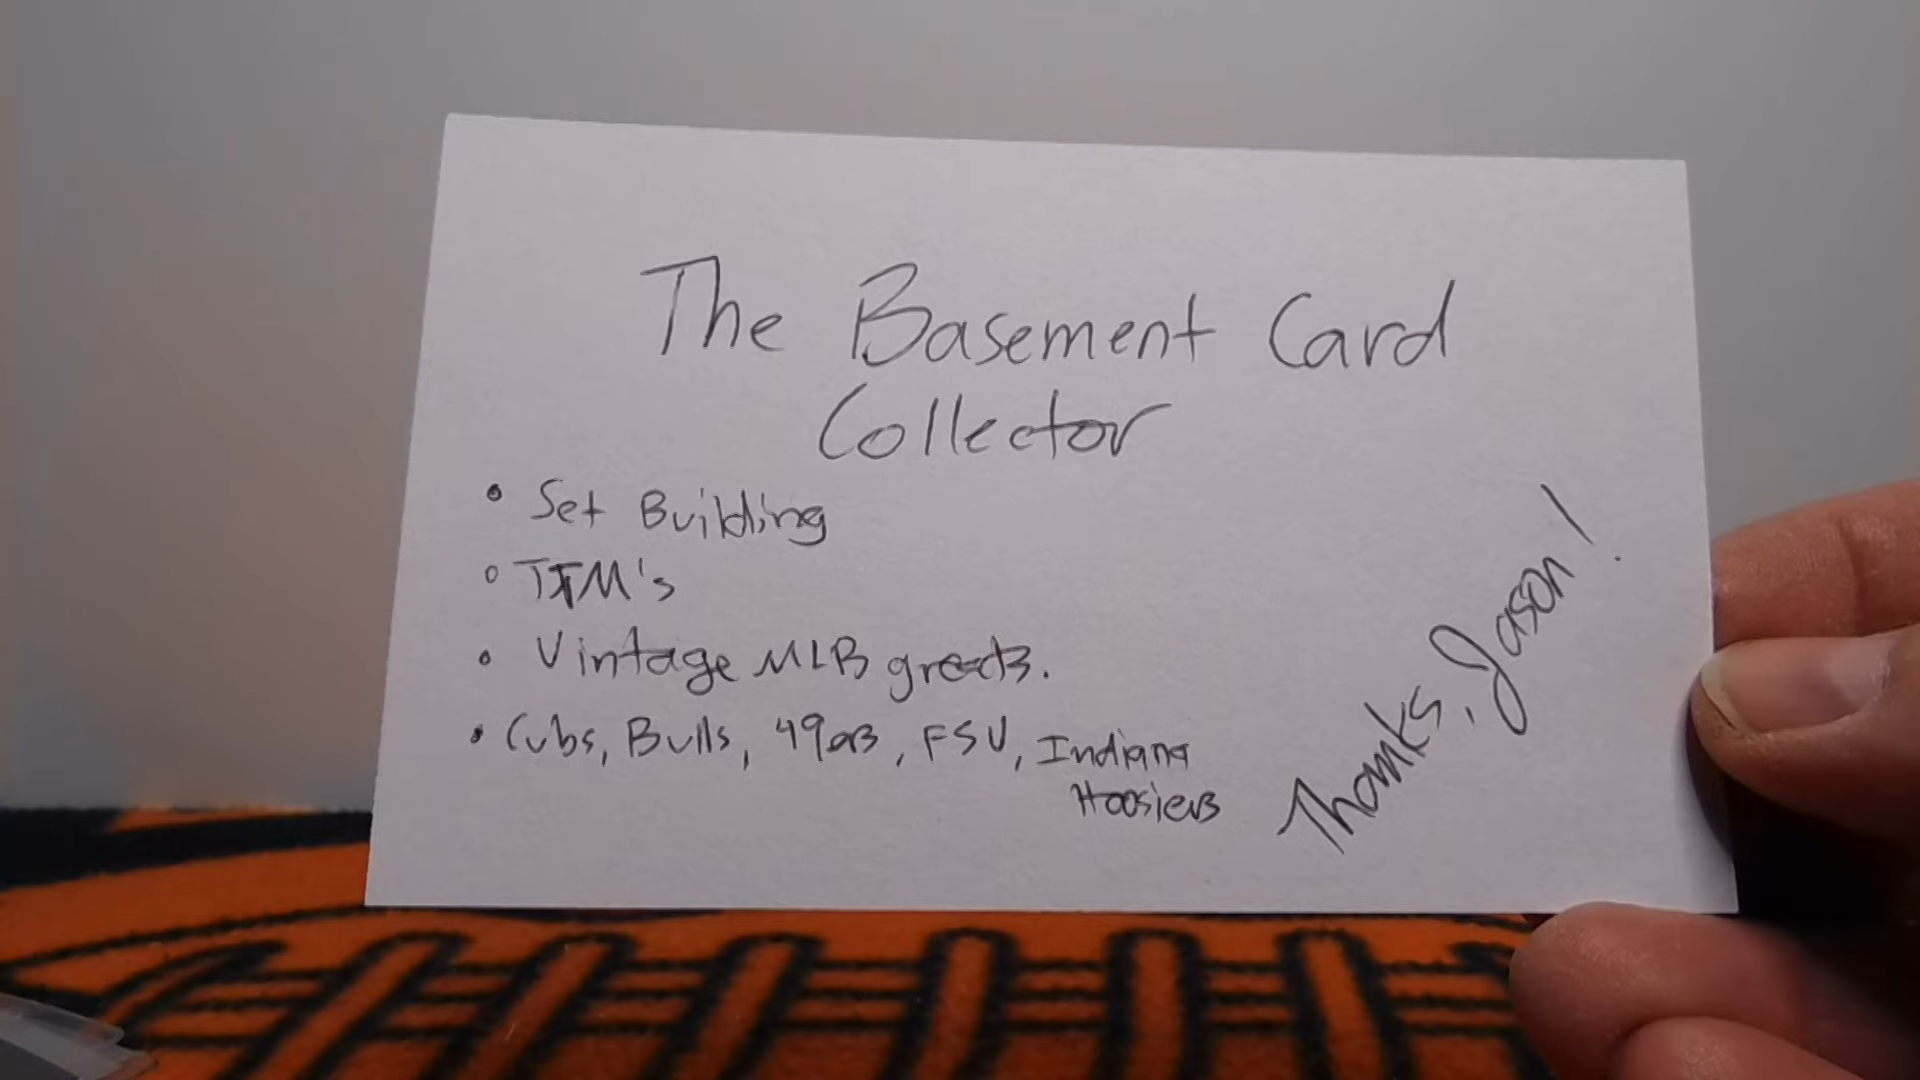 The Basement Card
Collector
• Set Building
• TTM's
• Vintage MLB greats.
• Cubs, Bulls, 49ers, FSU, Indiana
Hoosiers
Thanks, Jason!